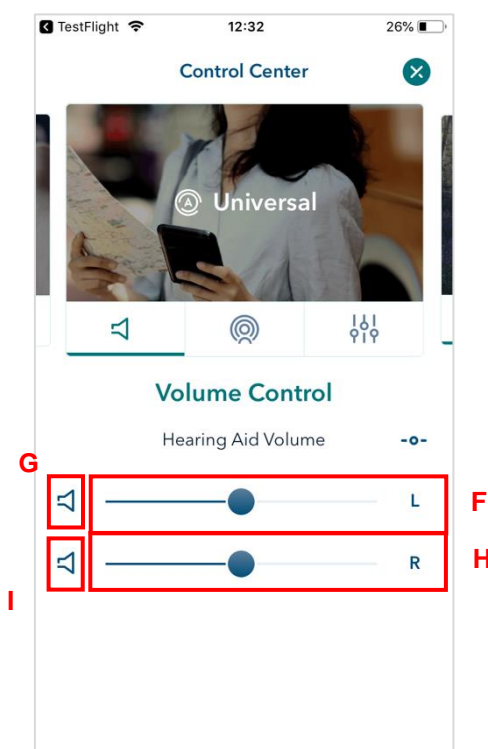 TestFlight 12:32 26%
Control Center
A Universal
Volume Control
Hearing Aid Volume
G
L F
R H
I